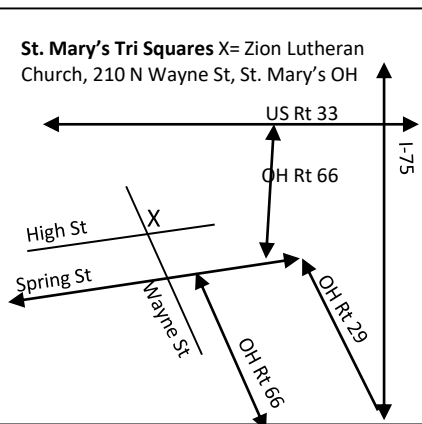 St. Mary’s Tri Squares X= Zion Lutheran
Church, 210 N Wayne St, St. Mary’s OH
US Rt 33
I-75
OH Rt 66
X
High St
Spring St
Wayne St
OH Rt 29
OH Rt 66